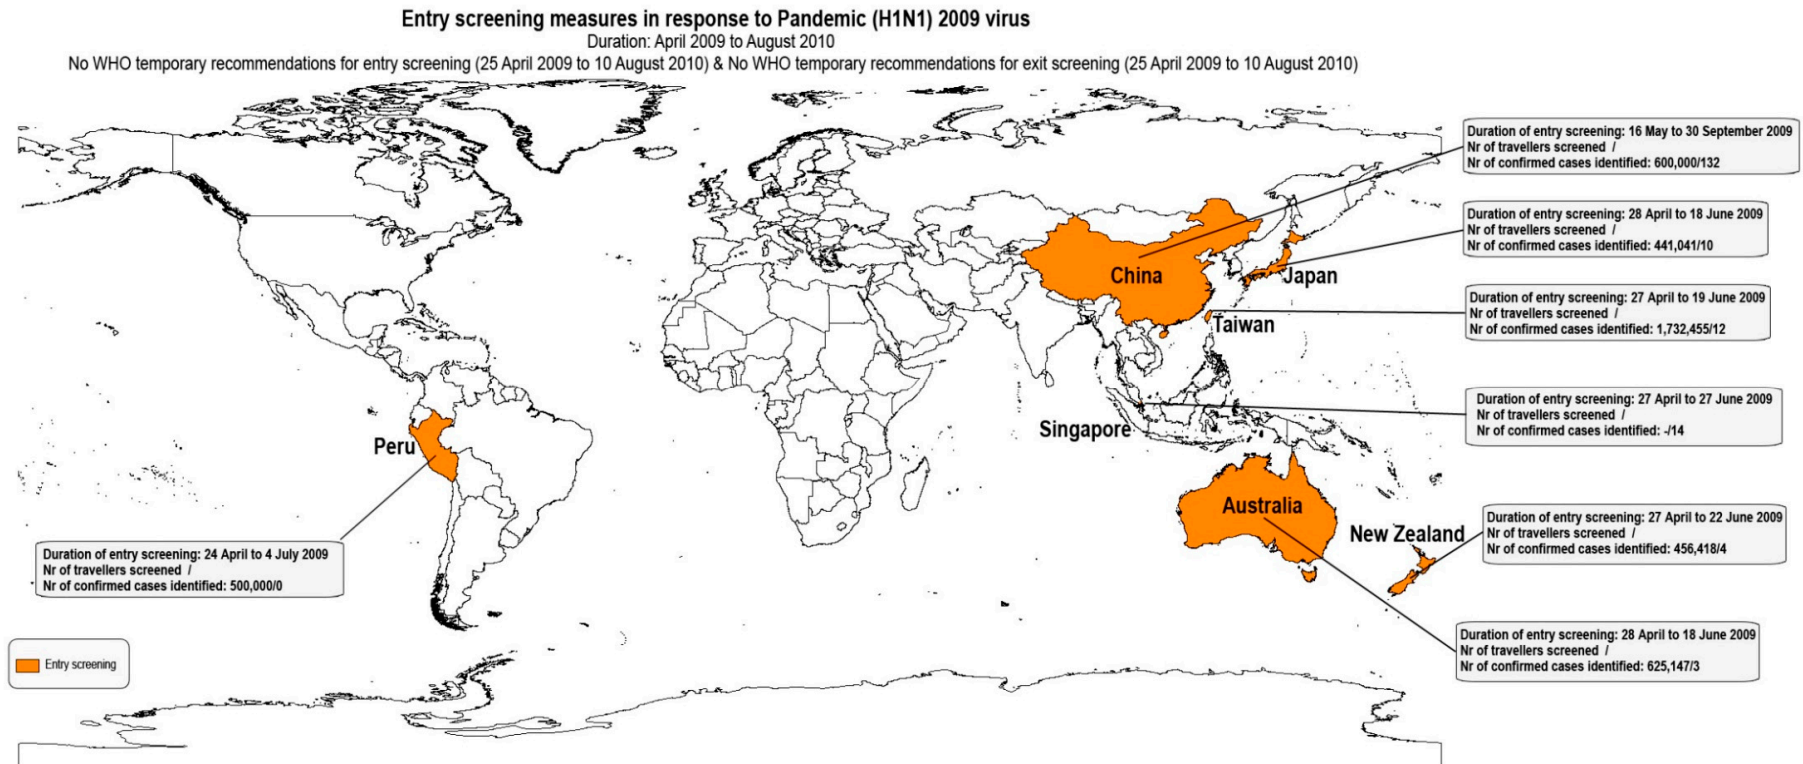 Entry screening measures in response to Pandemic (H1N1) 2009 virus
Duration: April 2009 to August 2010
No WHO temporary recommendations for entry screening (25 April 2009 to 10 August 2010) & No WHO temporary recommendations for exit screening (25 April 2009 to 10 August 2010)
Duration of entry screening: 16 May to 30 September 2009
Nr of travellers screened /
Nr of confirmed cases identified: 600,000/132
Duration of entry screening: 28 April to 18 June 2009
Nr of travellers screened /
Nr of confirmed cases identified: 441,041/10
China
Japan
Duration of entry screening: 27 April to 19 June 2009
Nr of travellers screened /
Nr of confirmed cases identified: 1,732,455/12
Taiwan
Duration of entry screening: 27 April to 27 June 2009
Nr of travellers screened /
Nr of confirmed cases identified: -/14
Singapore
Peru
Australia
New Zealand
Duration of entry screening: 27 April to 22 June 2009
Nr of travellers screened /
Nr of confirmed cases identified: 456,418/4
Duration of entry screening: 24 April to 4 July 2009
Nr of travellers screened /
Nr of confirmed cases identified: 500,000/0
Duration of entry screening: 28 April to 18 June 2009
Nr of travellers screened /
Nr of confirmed cases identified: 625,147/3
Entry screening